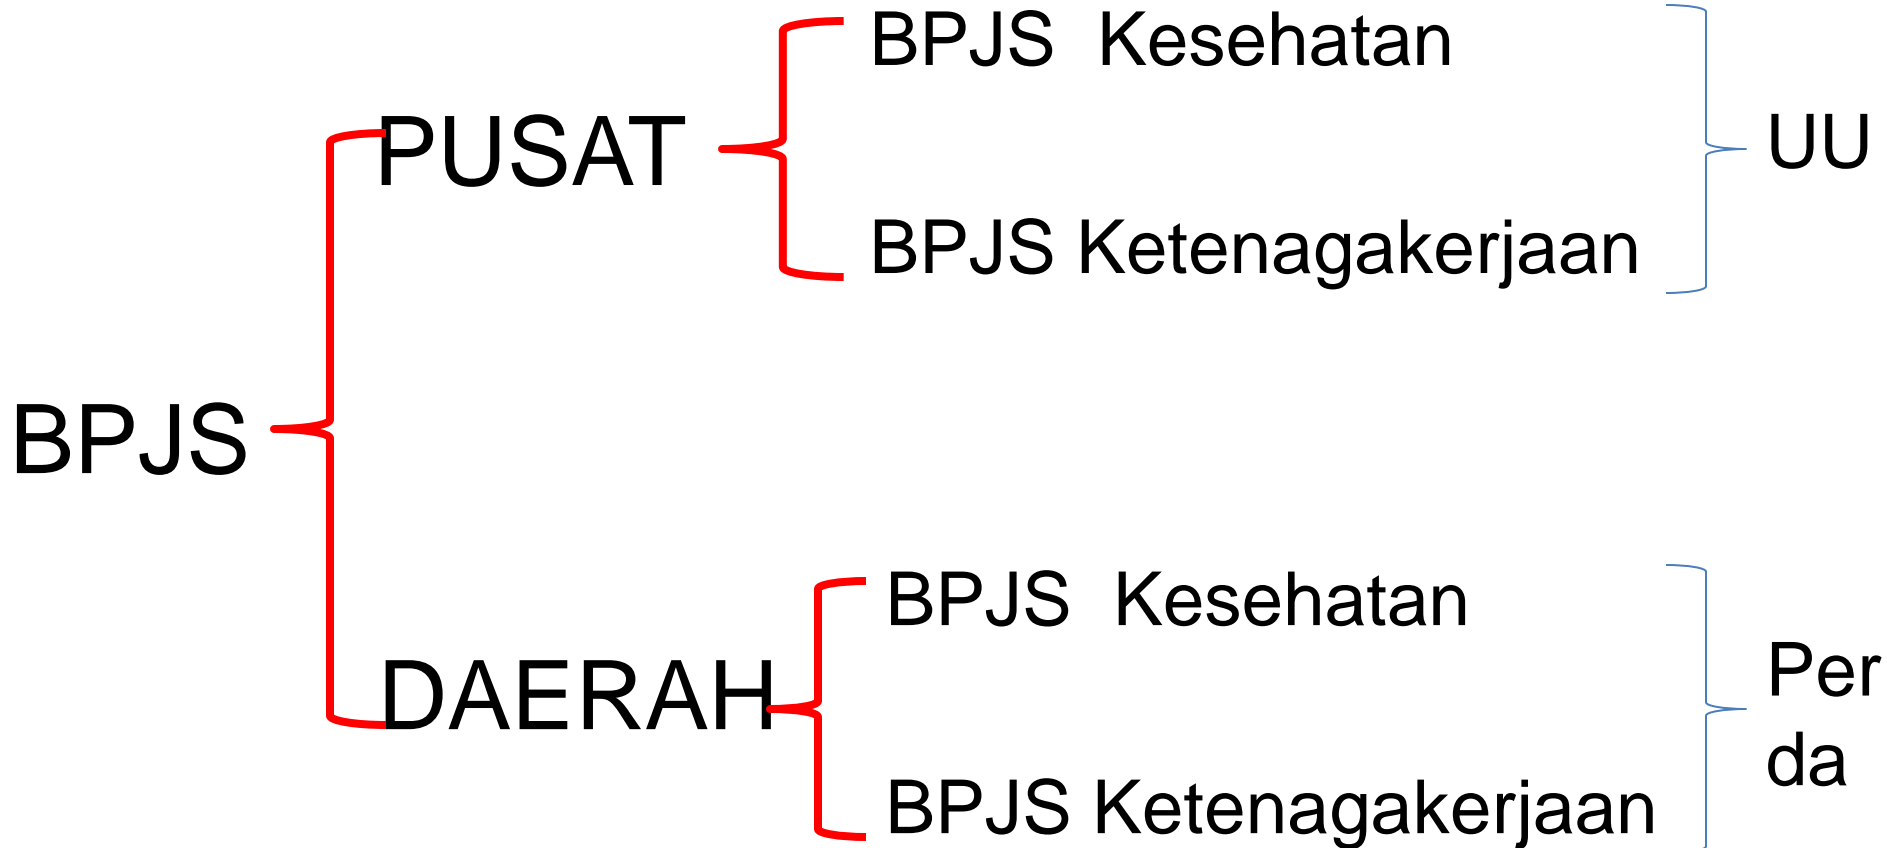 BPJS  Kesehatan
PUSAT
UU
BPJS Ketenagakerjaan
BPJS
BPJS  Kesehatan
DAERAH
Per
da
BPJS Ketenagakerjaan